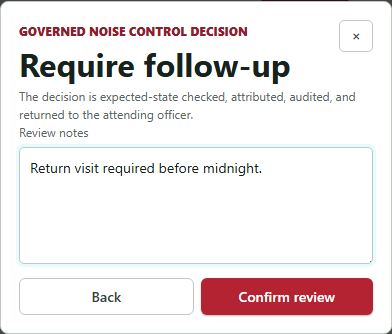 GOVERNED NOISE CONTROL DECISION
×
Require follow-up
The decision is expected-state checked, attributed, audited, and
returned to the attending officer.
Review notes
Return visit required before midnight.
Back
Confirm review